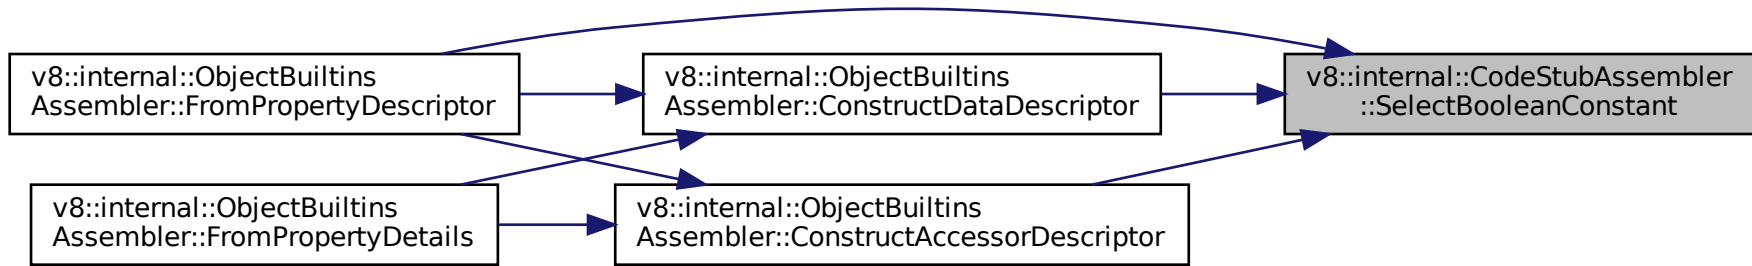 v8::internal::ObjectBuiltins
Assembler::FromPropertyDescriptor
v8::internal::ObjectBuiltins
Assembler::ConstructDataDescriptor
v8::internal::CodeStubAssembler
::SelectBooleanConstant
v8::internal::ObjectBuiltins
Assembler::FromPropertyDetails
v8::internal::ObjectBuiltins
Assembler::ConstructAccessorDescriptor